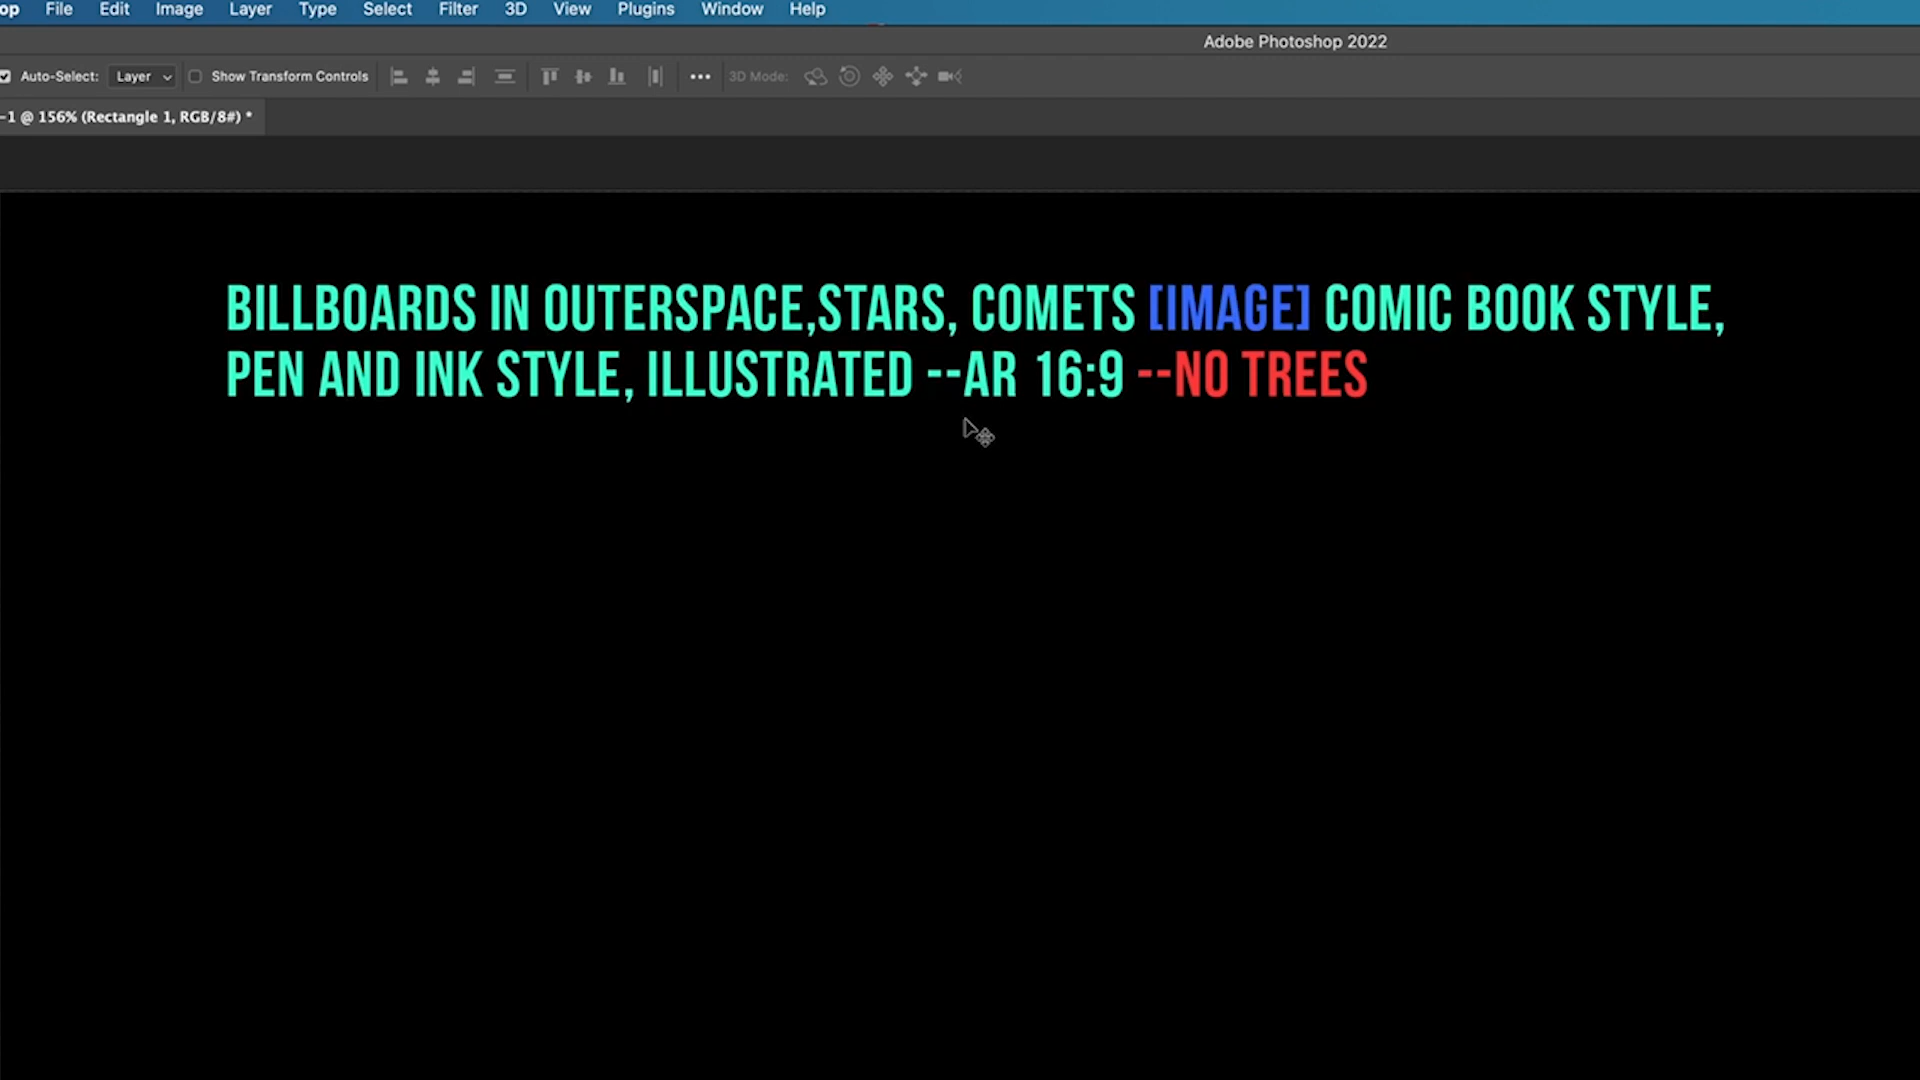 op File Edit Image Layer Type Select Filter 3D View Plugins Window Help
Adobe Photoshop 2022
Auto-Select: Layer Show Transform Controls 3D Mode:
-1 @ 156% (Rectangle 1, RGB/8#) *
BILLBOARDS IN OUTERSPACE,STARS, COMETS [IMAGE] COMIC BOOK STYLE,
PEN AND INK STYLE, ILLUSTRATED --AR 16:9 --NO TREES